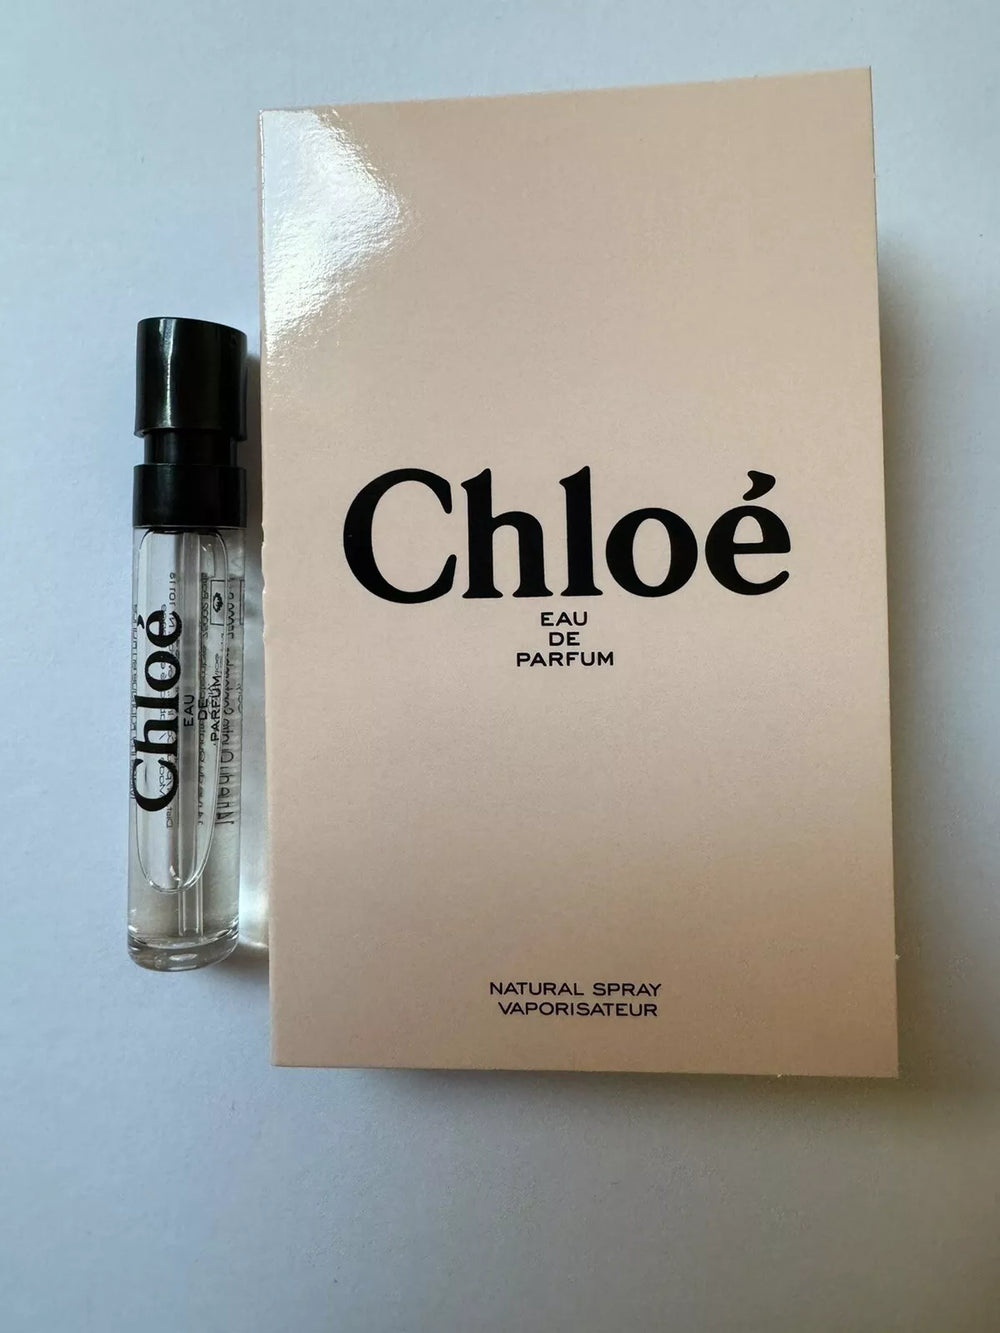 Chloé
EAU
DE
PARFUM
Chloé
EAU
DE
PARFUM
NATURAL SPRAY
VAPORISATEUR